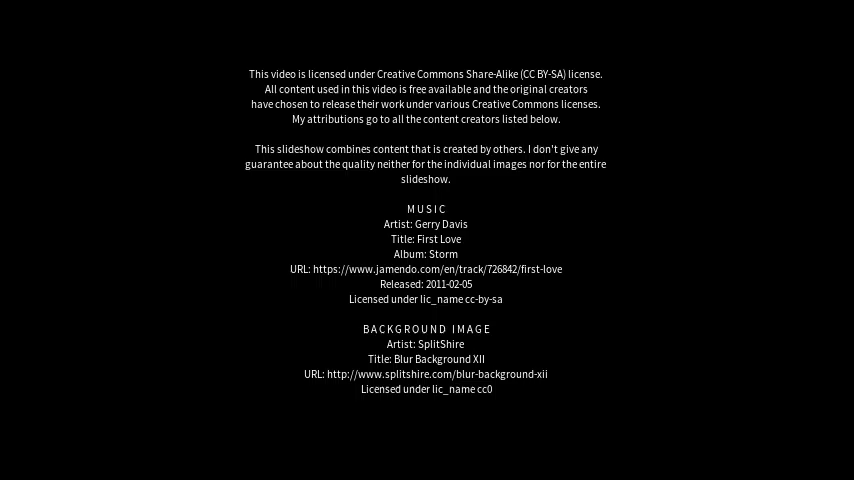 This video is licensed under Creative Commons Share-Alike (CC BY-SA) license.
All content used in this video is free available and the original creators
have chosen to release their work under various Creative Commons licenses.
My attributions go to all the content creators listed below.
This slideshow combines content that is created by others. I don't give any
guarantee about the quality neither for the individual images nor for the entire
slideshow.
MUSIC
Artist: Gerry Davis
Title: First Love
Album: Storm
URL: https://www.jamendo.com/en/track/726842/first-love
Released: 2011-02-05
Licensed under lic_name cc-by-sa
BACKGROUND IMAGE
Artist: SplitShire
Title: Blur Background XII
URL: http://www.splitshire.com/blur-background-xii
Licensed under lic_name cc0